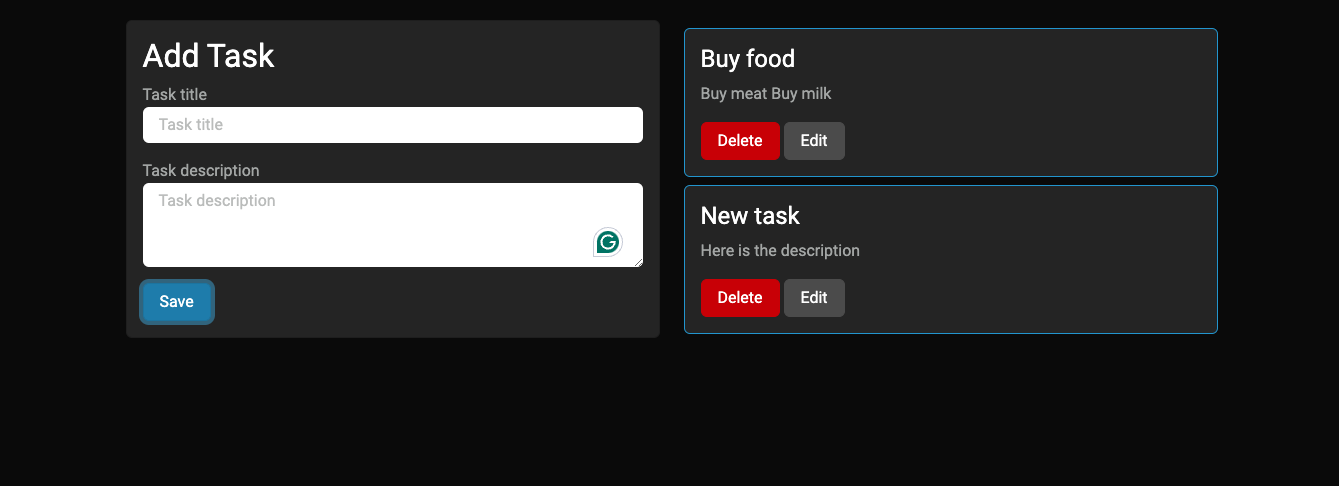 Add Task
Task title
Task title
Task description
Task description
Save
Buy food
Buy meat Buy milk
Delete Edit
New task
Here is the description
Delete Edit